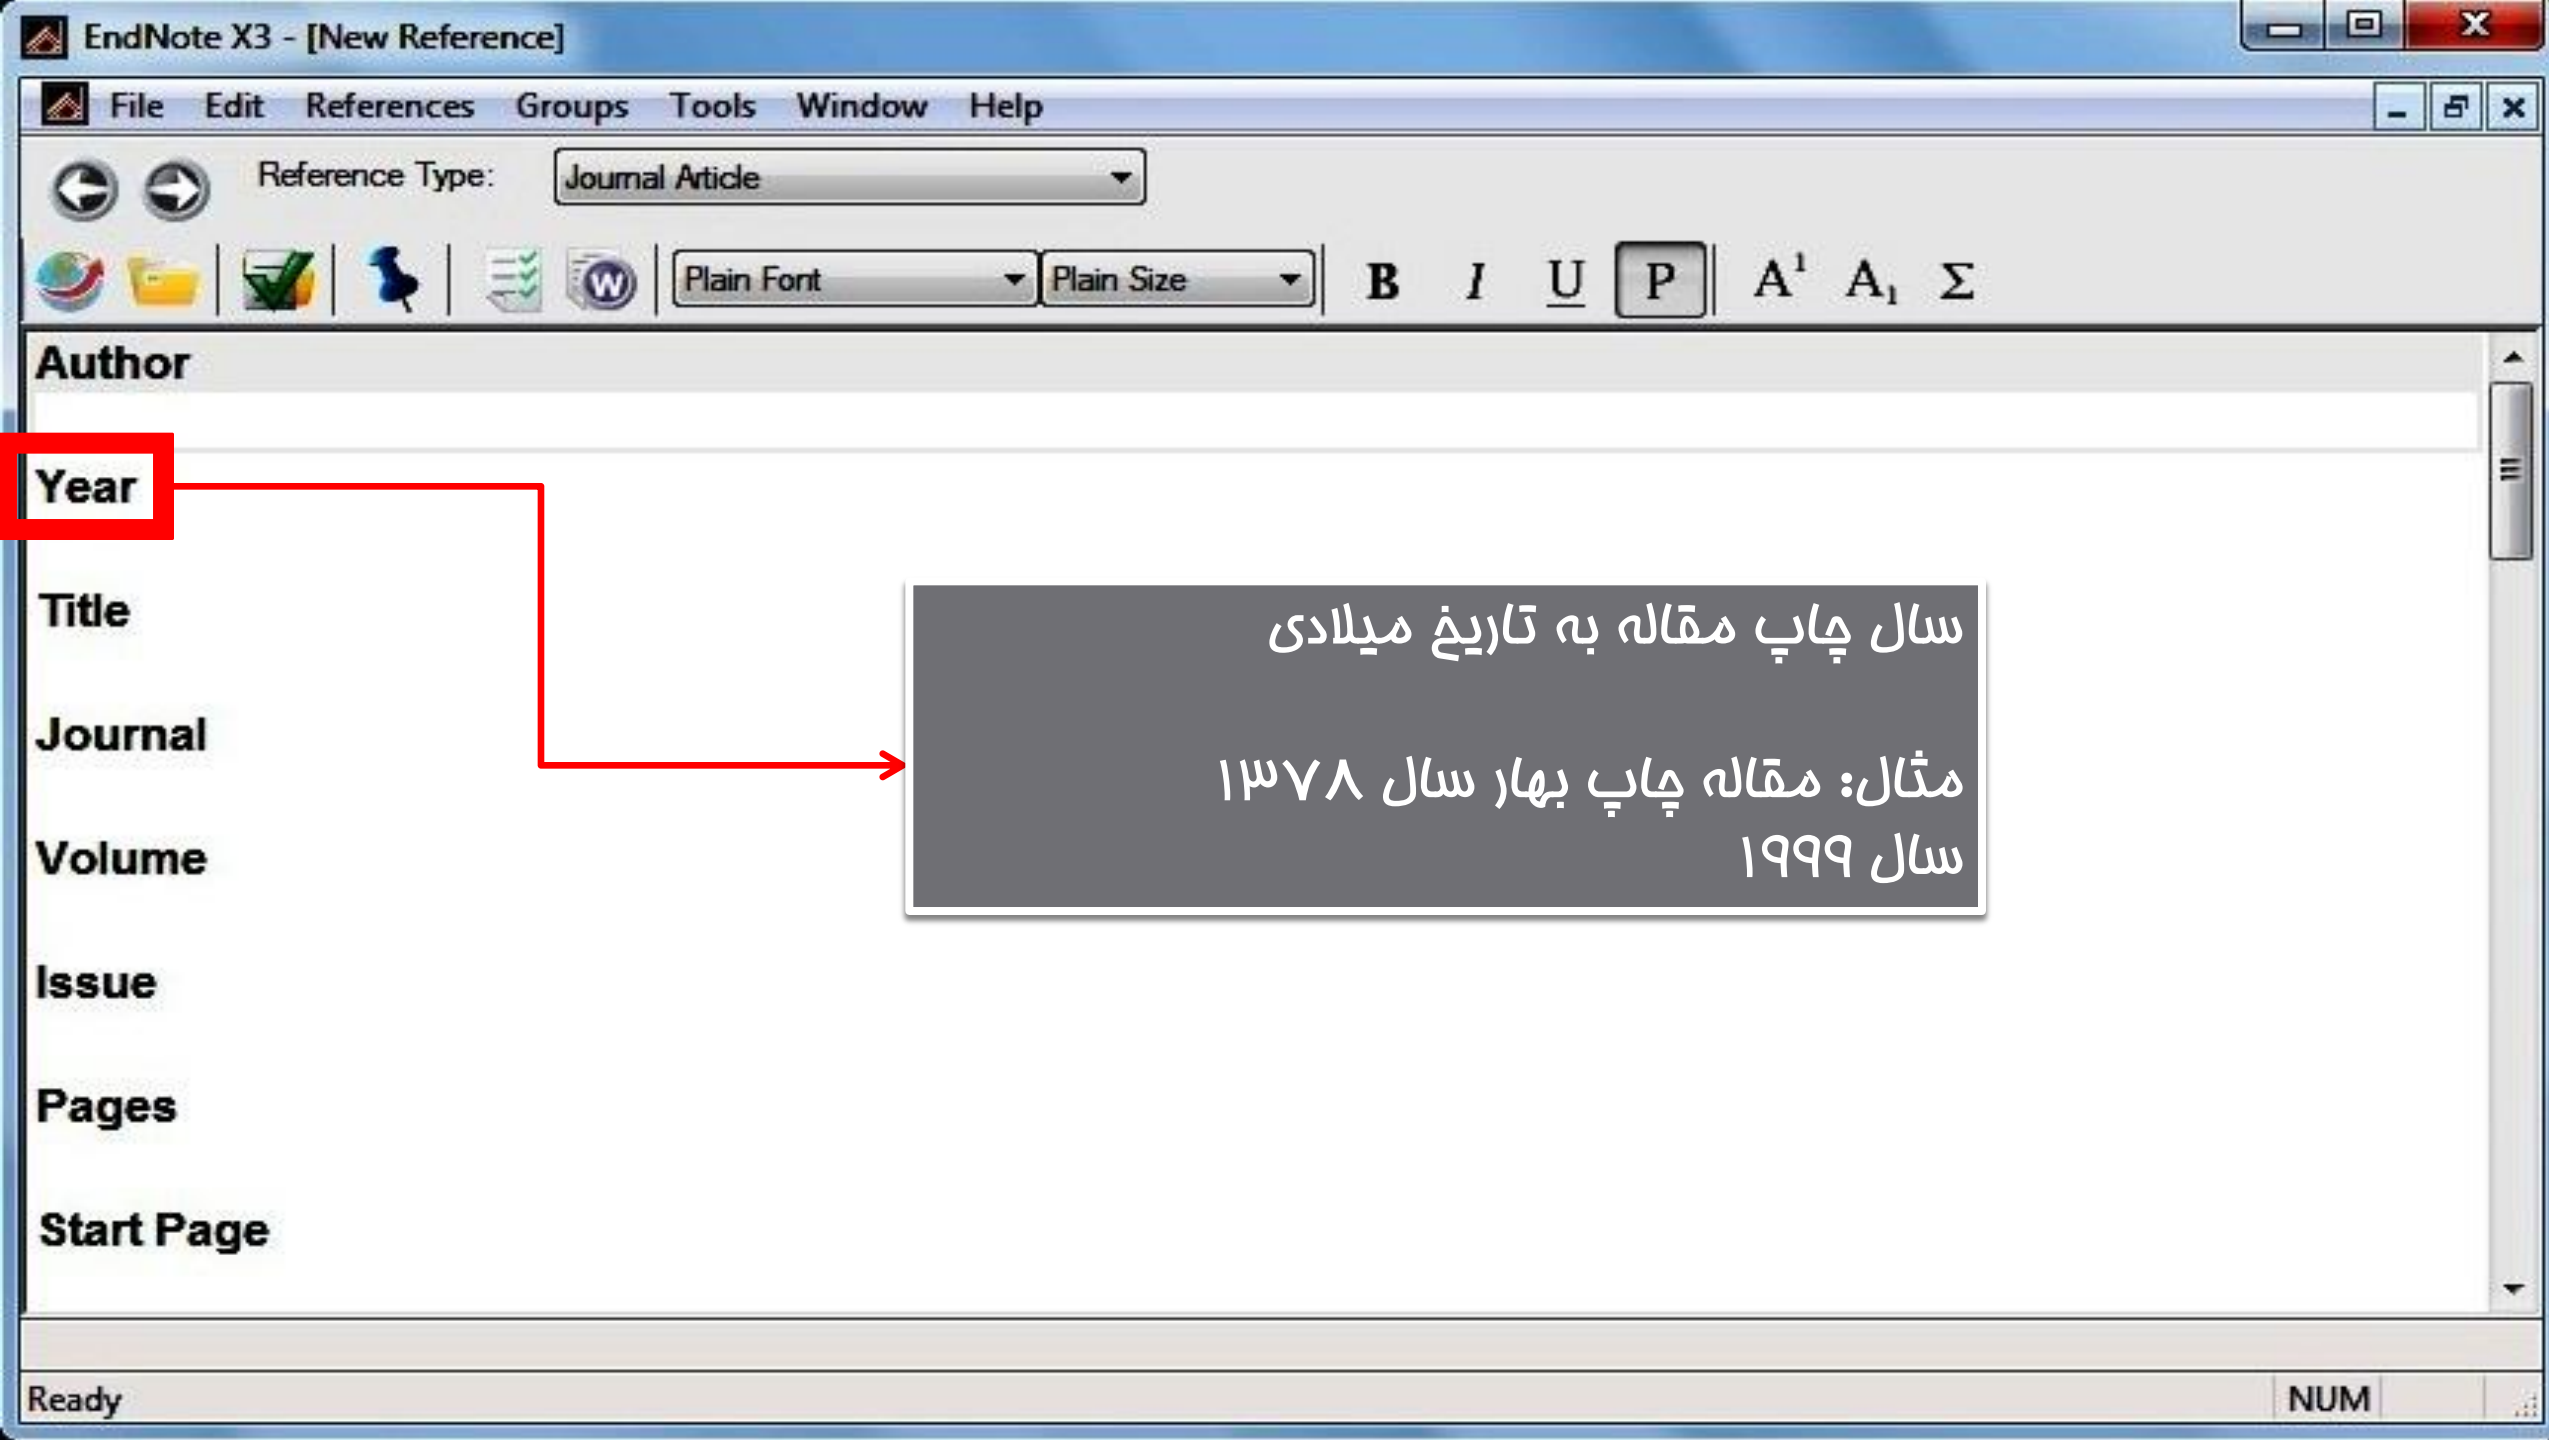 EndNote X3 - [New Reference]
File Edit References Groups Tools Window Help
Reference Type: Journal Article
W Plain Font Plain Size B I U P A¹ A₁ Σ
Author
Year
Title
سال چاپ مقاله به تاریخ میلادی
Journal
مثال: مقاله چاپ بهار سال ۱۳۷۸
Volume
سال ۱۹۹۹
Issue
Pages
Start Page
Ready NUM